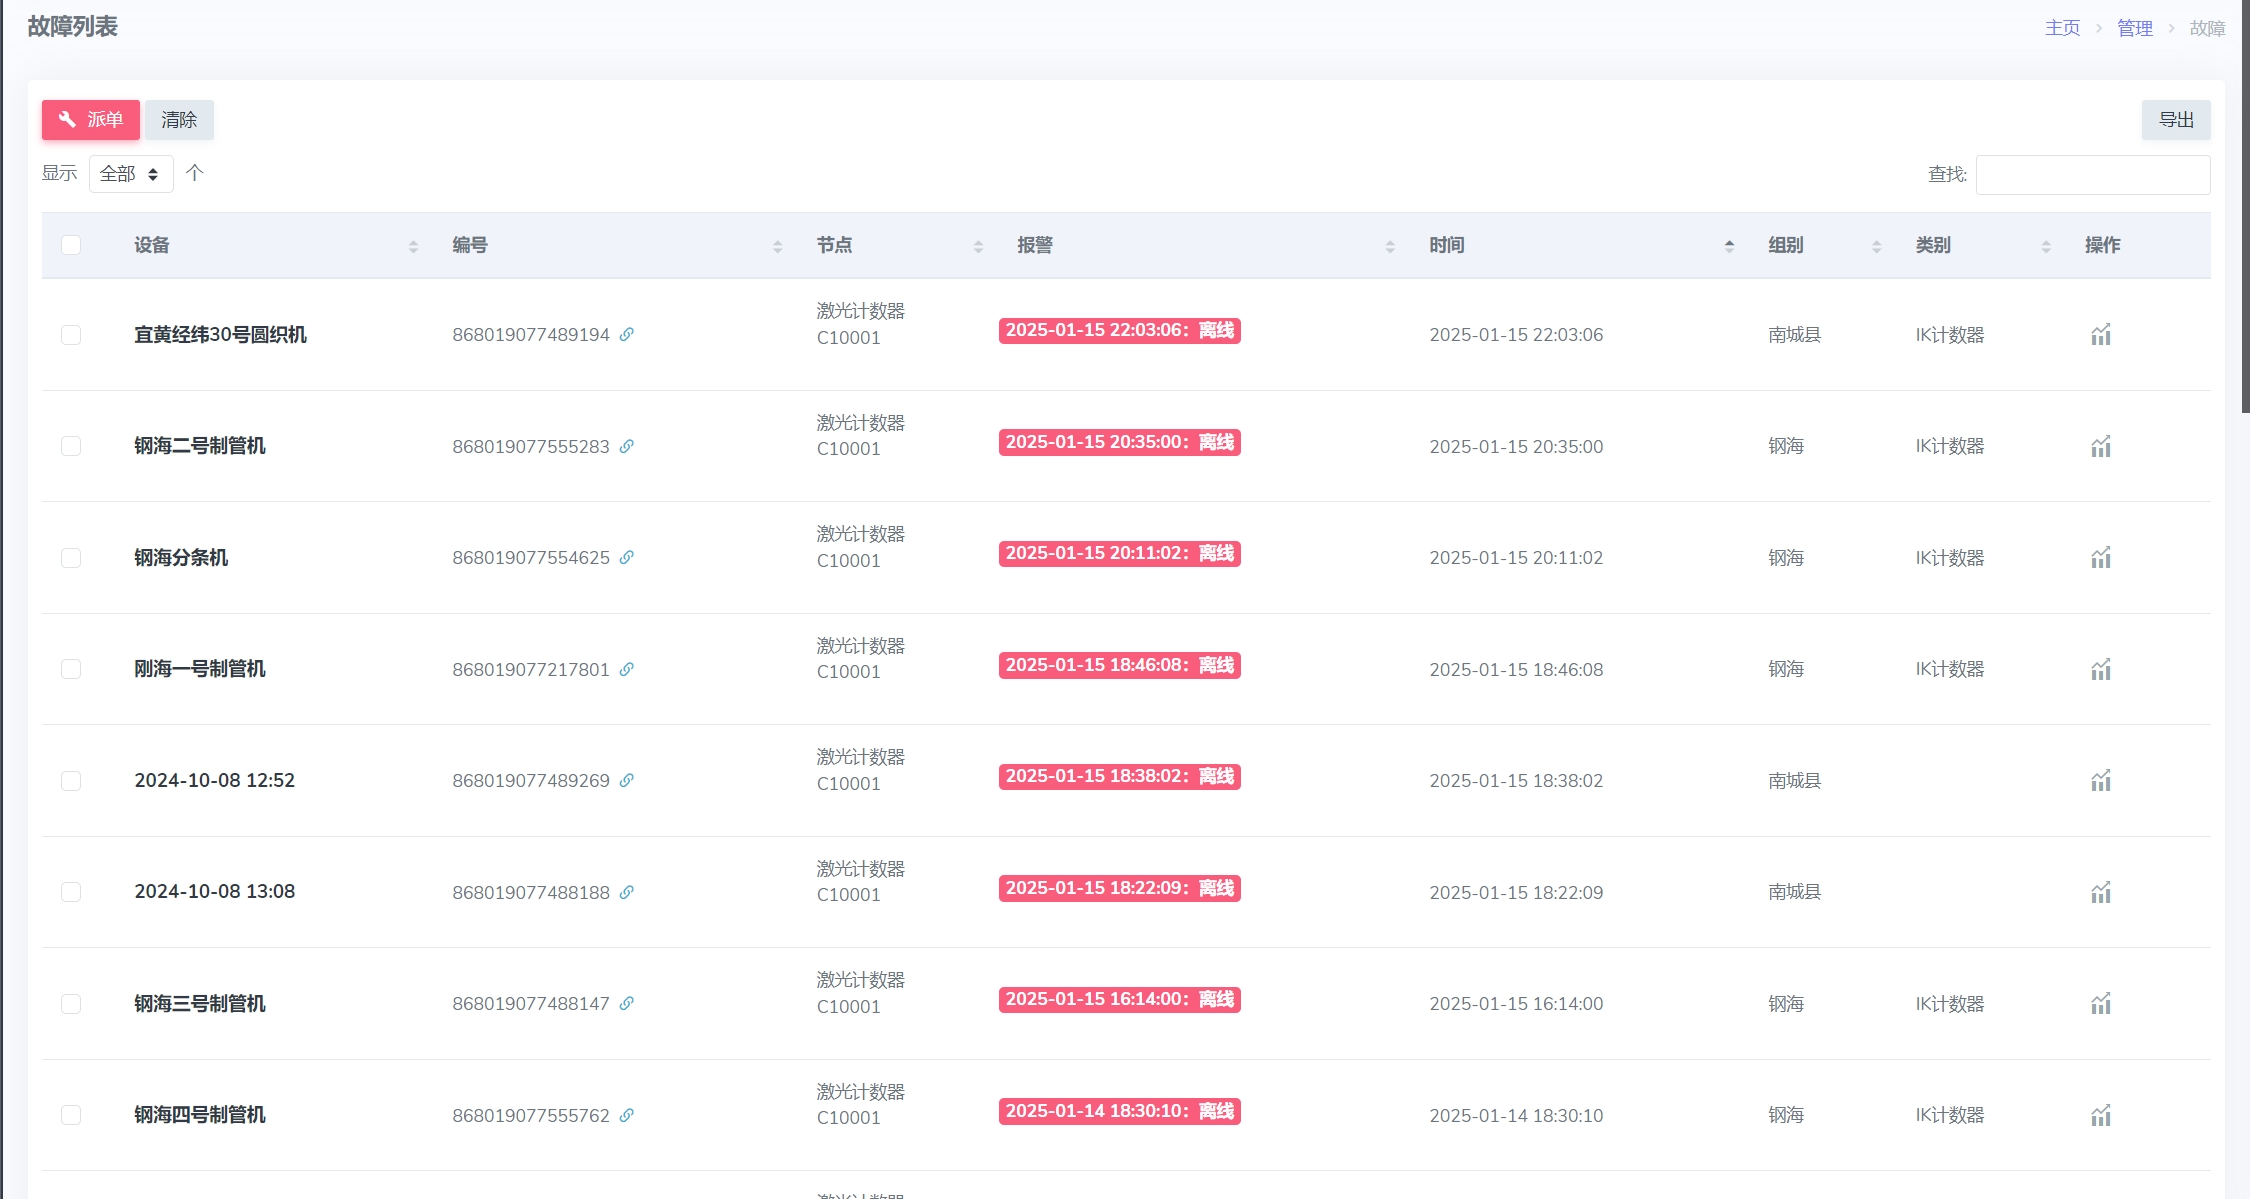 故障列表
主页 > 管理 > 故障
派单 清除 导出
显示 全部 个 查找:
设备 编号 节点 报警 时间 组别 类别 操作
激光计数器
宜黄经纬30号圆织机 868019077489194 C10001 2025-01-15 22:03:06：离线 2025-01-15 22:03:06 南城县 IK计数器
激光计数器
钢海二号制管机 868019077555283 C10001 2025-01-15 20:35:00：离线 2025-01-15 20:35:00 钢海 IK计数器
激光计数器
钢海分条机 868019077554625 C10001 2025-01-15 20:11:02：离线 2025-01-15 20:11:02 钢海 IK计数器
激光计数器
刚海一号制管机 868019077217801 C10001 2025-01-15 18:46:08：离线 2025-01-15 18:46:08 钢海 IK计数器
激光计数器
2024-10-08 12:52 868019077489269 C10001 2025-01-15 18:38:02：离线 2025-01-15 18:38:02 南城县
激光计数器
2024-10-08 13:08 868019077488188 C10001 2025-01-15 18:22:09：离线 2025-01-15 18:22:09 南城县
激光计数器
钢海三号制管机 868019077488147 C10001 2025-01-15 16:14:00：离线 2025-01-15 16:14:00 钢海 IK计数器
激光计数器
钢海四号制管机 868019077555762 C10001 2025-01-14 18:30:10：离线 2025-01-14 18:30:10 钢海 IK计数器